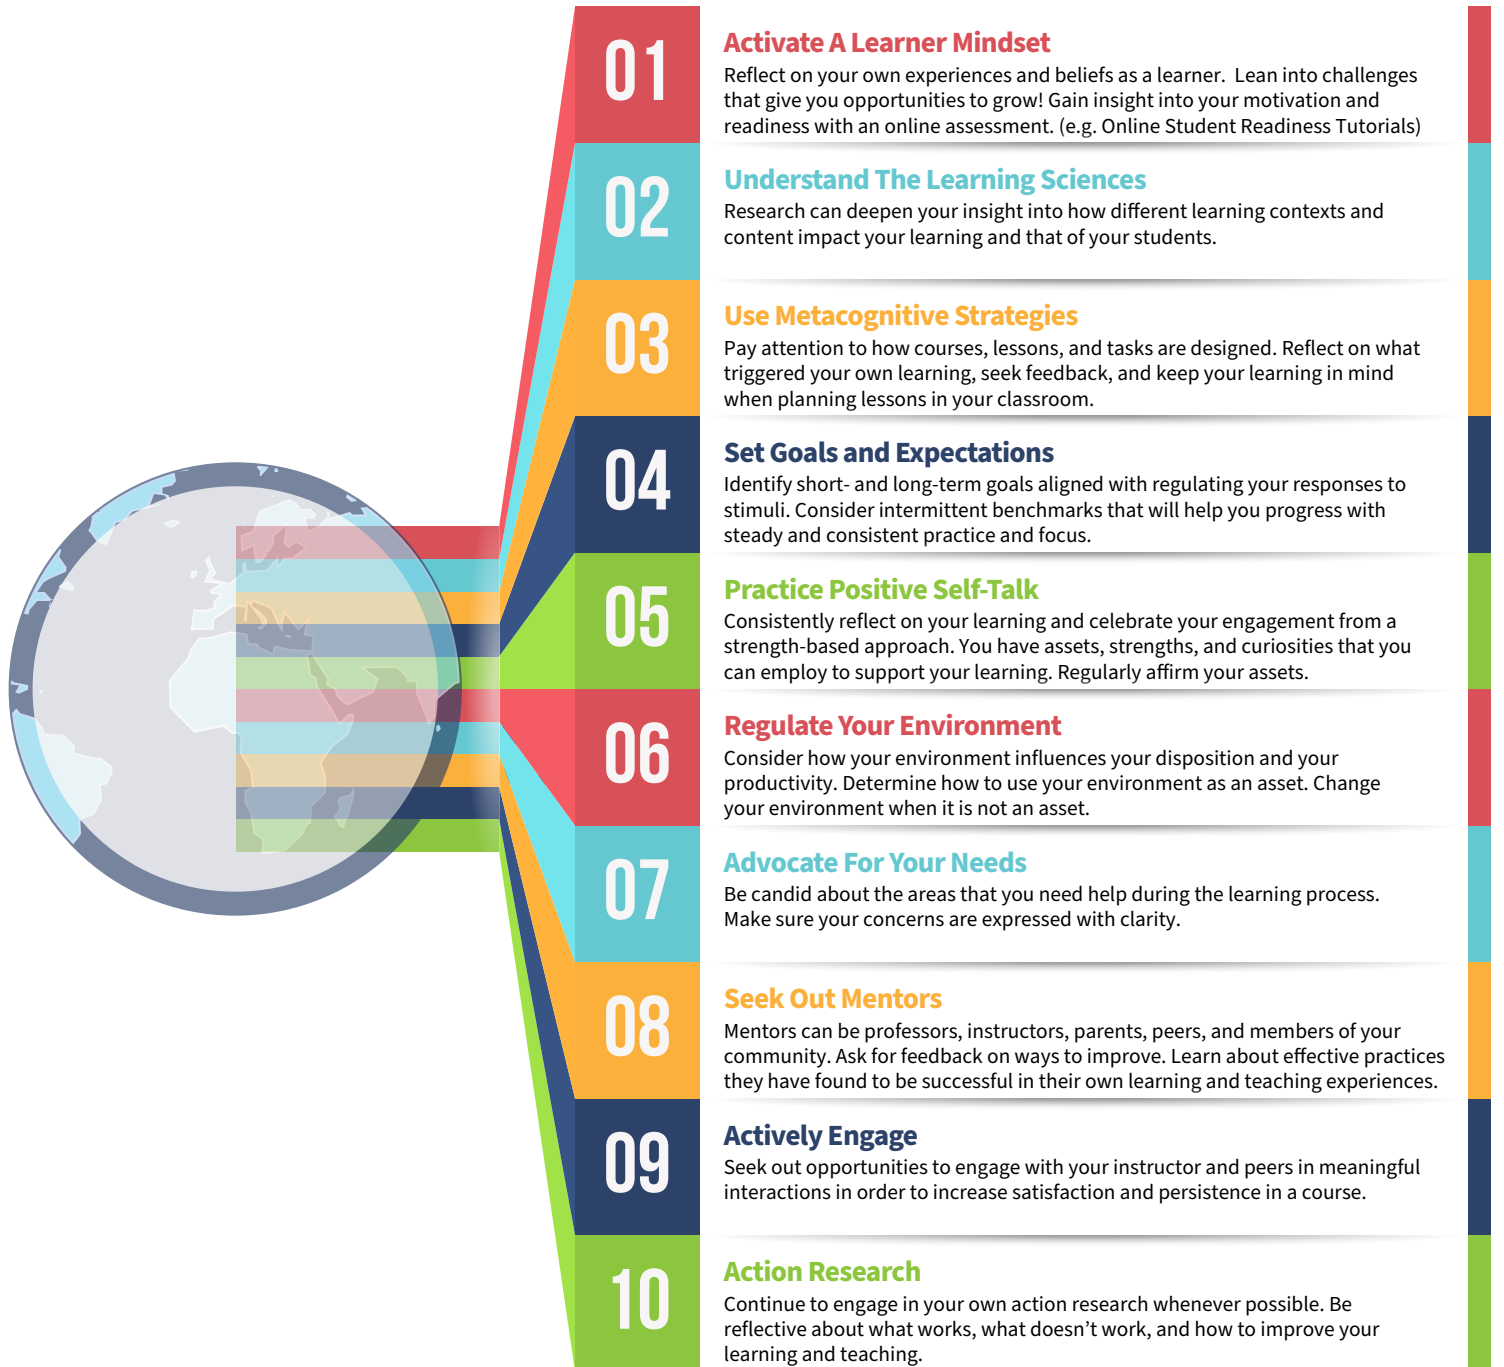 01
Activate A Learner Mindset
Reflect on your own experiences and beliefs as a learner.  Lean into challenges
that give you opportunities to grow! Gain insight into your motivation and
readiness with an online assessment. (e.g. Online Student Readiness Tutorials)
02
Understand The Learning Sciences
Research can deepen your insight into how different learning contexts and
content impact your learning and that of your students.
03
Use Metacognitive Strategies
Pay attention to how courses, lessons, and tasks are designed. Reflect on what
triggered your own learning, seek feedback, and keep your learning in mind
when planning lessons in your classroom.
04
Set Goals and Expectations
Identify short- and long-term goals aligned with regulating your responses to
stimuli. Consider intermittent benchmarks that will help you progress with
steady and consistent practice and focus.
05
Practice Positive Self-Talk
Consistently reflect on your learning and celebrate your engagement from a
strength-based approach. You have assets, strengths, and curiosities that you
can employ to support your learning. Regularly affirm your assets.
06
Regulate Your Environment
Consider how your environment influences your disposition and your
productivity. Determine how to use your environment as an asset. Change
your environment when it is not an asset.
07
Advocate For Your Needs
Be candid about the areas that you need help during the learning process.
Make sure your concerns are expressed with clarity.
08
Seek Out Mentors
Mentors can be professors, instructors, parents, peers, and members of your
community. Ask for feedback on ways to improve. Learn about effective practices
they have found to be successful in their own learning and teaching experiences.
09
Actively Engage
Seek out opportunities to engage with your instructor and peers in meaningful
interactions in order to increase satisfaction and persistence in a course.
10
Action Research
Continue to engage in your own action research whenever possible. Be
reflective about what works, what doesn’t work, and how to improve your
learning and teaching.